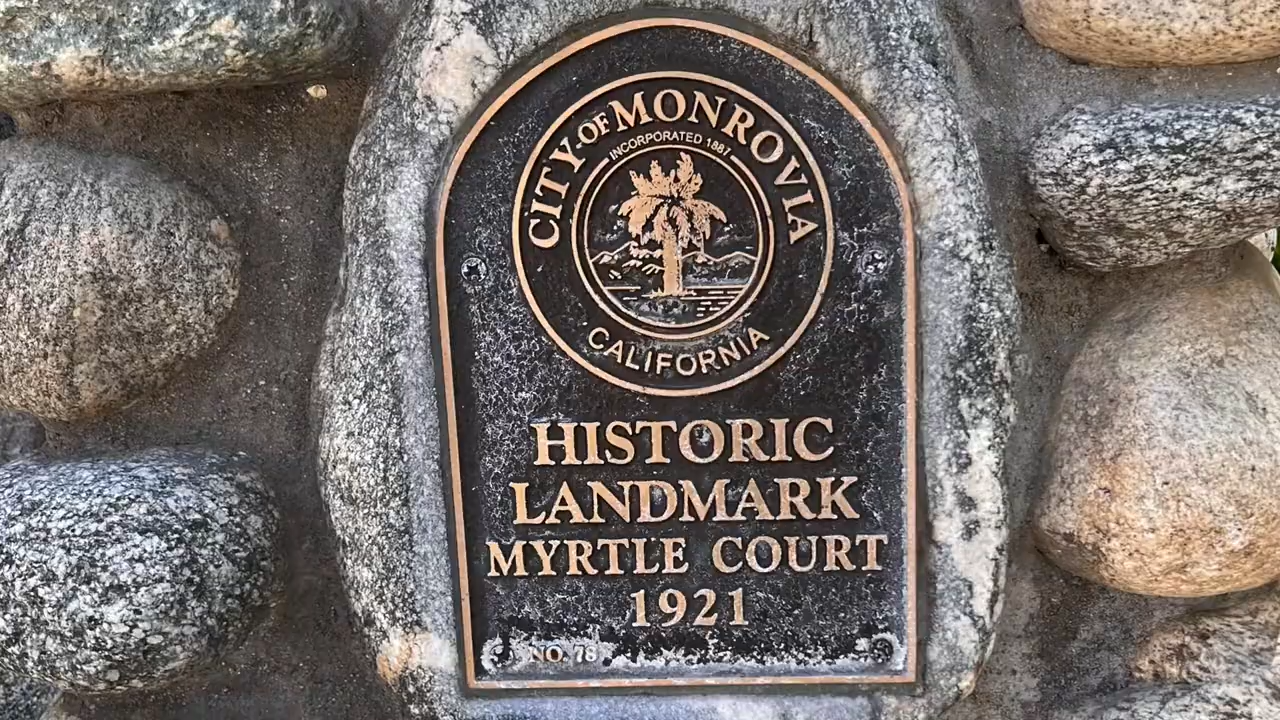 CITY OF MONROVIA
INCORPORATED 1887
CALIFORNIA
HISTORIC
LANDMARK
MYRTLE COURT
1921
NO. 78